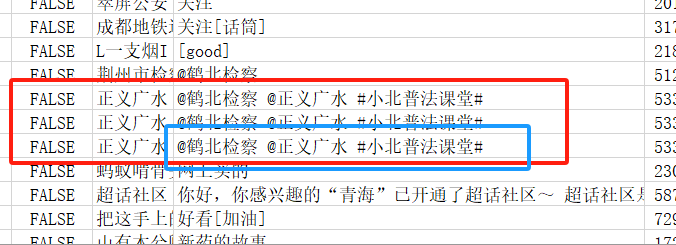 FALSE 翠屏公安 关注 201
FALSE 成都地铁运 关注[话筒] 317
FALSE L一支烟I [good]
FALSE 荆州市检察 @鹤北检察 512
FALSE 正义广水 @鹤北检察 @正义广水 #小北普法课堂# 533
FALSE 正义广水 @鹤北检察 @正义广水 #小北普法课堂# 533
FALSE 正义广水 @鹤北检察 @正义广水 #小北普法课堂# 533
FALSE 蚂蚁啃骨 网上买的 230
FALSE 超话社区 你好，你感兴趣的“青海”已开通了超话社区～ 超话社区是 587
FALSE 把这手上的 好看[加油] 729
FALSE 山有木公 新药的故事 172